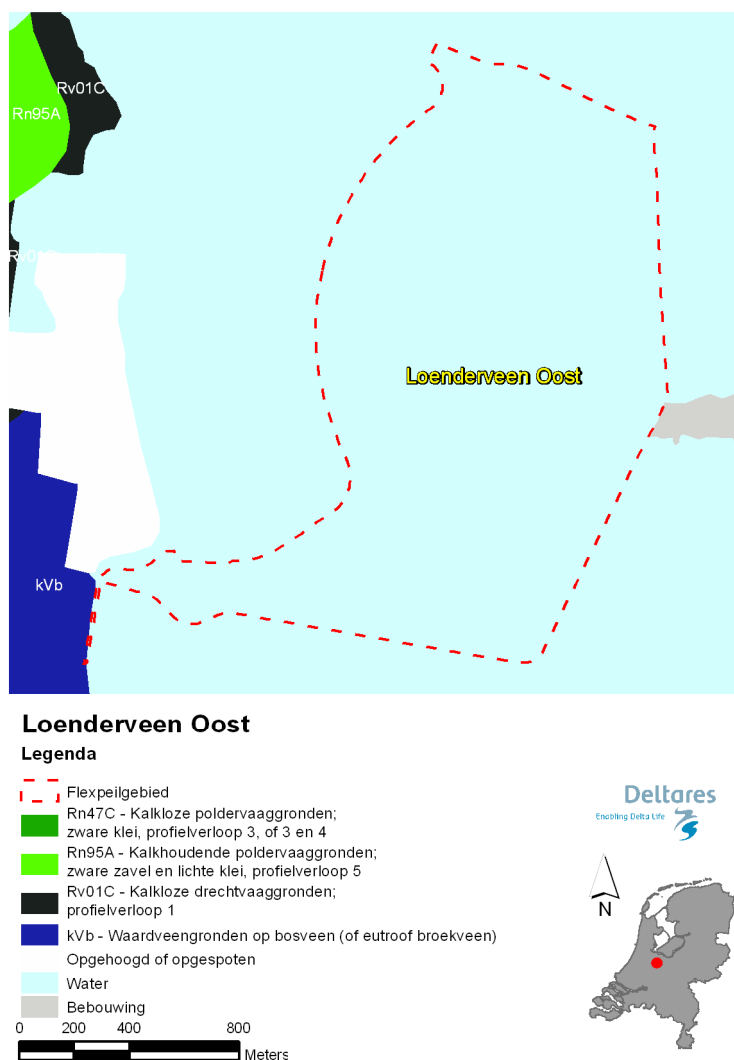 Rv01C
Rn95A
Rv01C
Loenderveen Oost
kVb
Loenderveen Oost
Legenda
Flexpeilgebied
Rn47C - Kalkloze poldervaaggronden;
zware klei, profielverloop 3, of 3 en 4
Rn95A - Kalkhoudende poldervaaggronden;
zware zavel en lichte klei, profielverloop 5
Rv01C - Kalkloze drechtvaaggronden;
profielverloop 1
kVb - Waardveengronden op bosveen (of eutroof broekveen)
Opgehoogd of opgespoten
Water
Bebouwing
0 200 400 800
Meters
Deltares
Enabling Delta Life
N